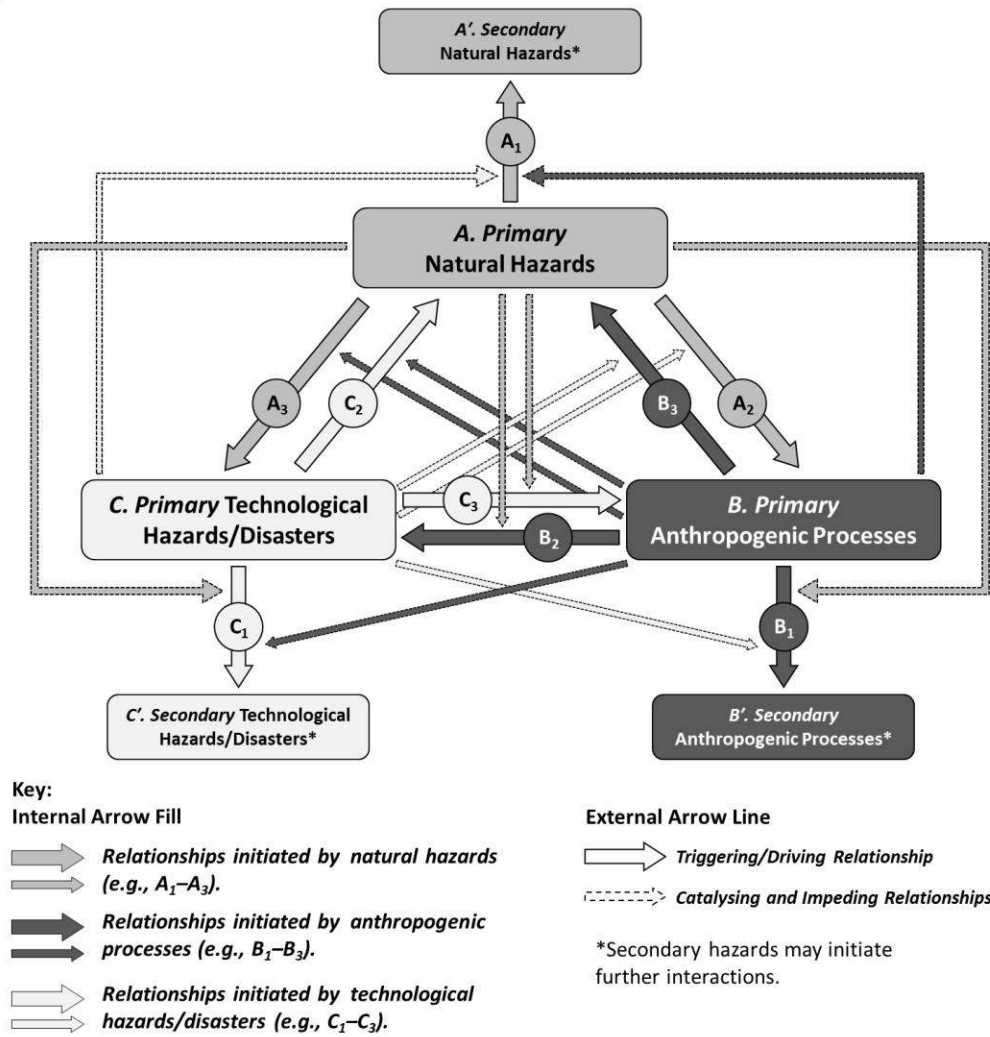 A′. Secondary
Natural Hazards*
A₁
A. Primary
Natural Hazards
A₃
C₂
B₃
A₂
C. Primary Technological
Hazards/Disasters
C₃
B₂
B. Primary
Anthropogenic Processes
C₁
B₁
C′. Secondary Technological
Hazards/Disasters*
B′. Secondary
Anthropogenic Processes*
Key:
Internal Arrow Fill
Relationships initiated by natural hazards
(e.g., A₁–A₃).
Relationships initiated by anthropogenic
processes (e.g., B₁–B₃).
Relationships initiated by technological
hazards/disasters (e.g., C₁–C₃).
External Arrow Line
Triggering/Driving Relationship
Catalysing and Impeding Relationships
*Secondary hazards may initiate
further interactions.